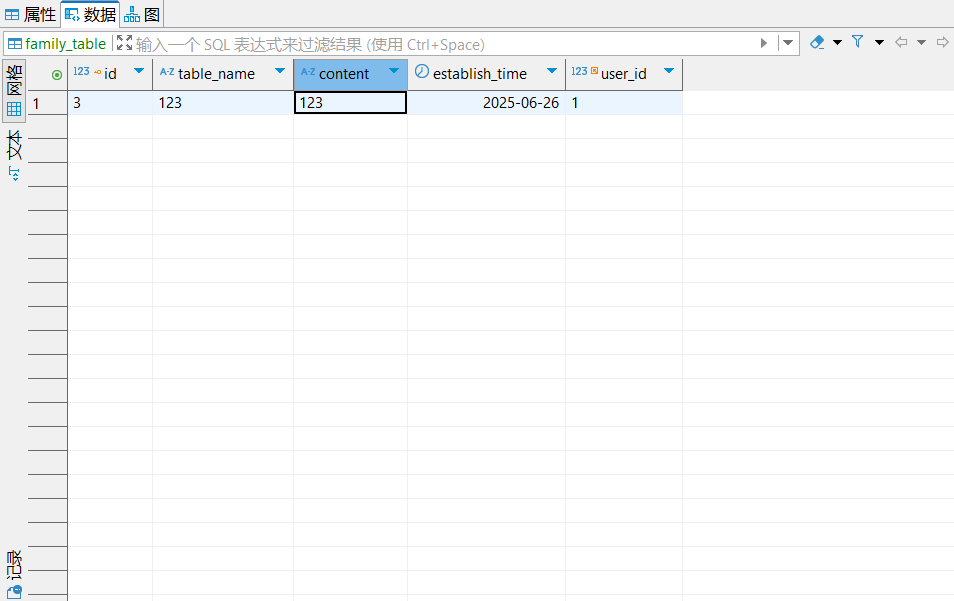 属性 数据 图
family_table 输入一个 SQL 表达式来过滤结果 (使用 Ctrl+Space)
网格
文本
记录
123 id A-Z table_name A-Z content establish_time 123 user_id
1 3 123 123 2025-06-26 1